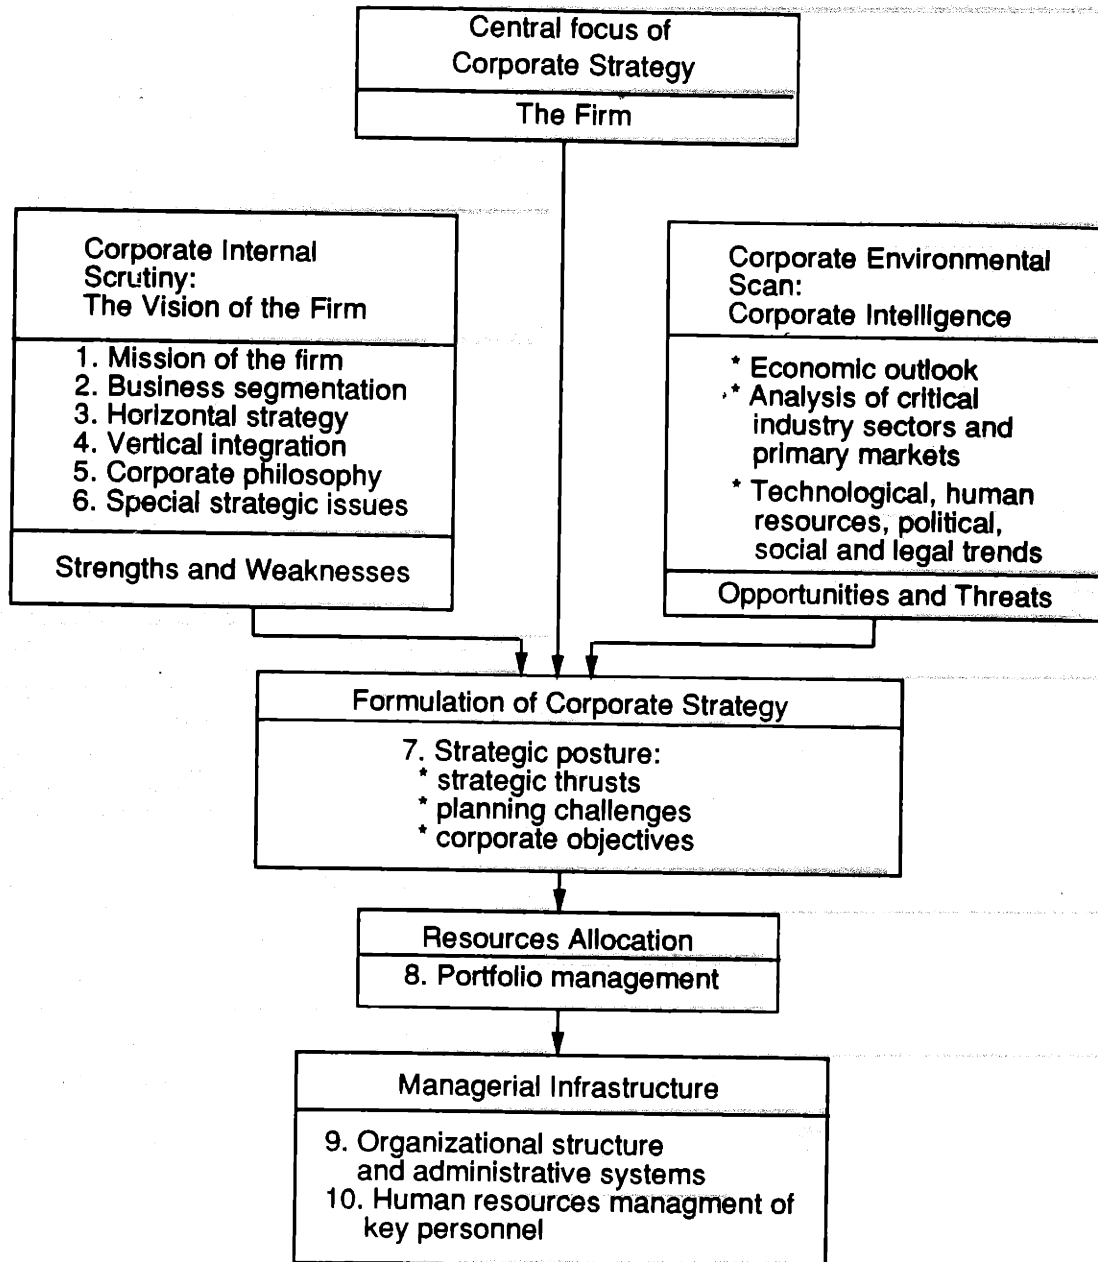 Central focus of
Corporate Strategy
The Firm
Corporate Internal
Scrutiny:
The Vision of the Firm
1. Mission of the firm
2. Business segmentation
3. Horizontal strategy
4. Vertical integration
5. Corporate philosophy
6. Special strategic issues
Strengths and Weaknesses
Corporate Environmental
Scan:
Corporate Intelligence
* Economic outlook
* Analysis of critical
industry sectors and
primary markets
* Technological, human
resources, political,
social and legal trends
Opportunities and Threats
Formulation of Corporate Strategy
7. Strategic posture:
* strategic thrusts
* planning challenges
* corporate objectives
Resources Allocation
8. Portfolio management
Managerial Infrastructure
9. Organizational structure
and administrative systems
10. Human resources managment of
key personnel